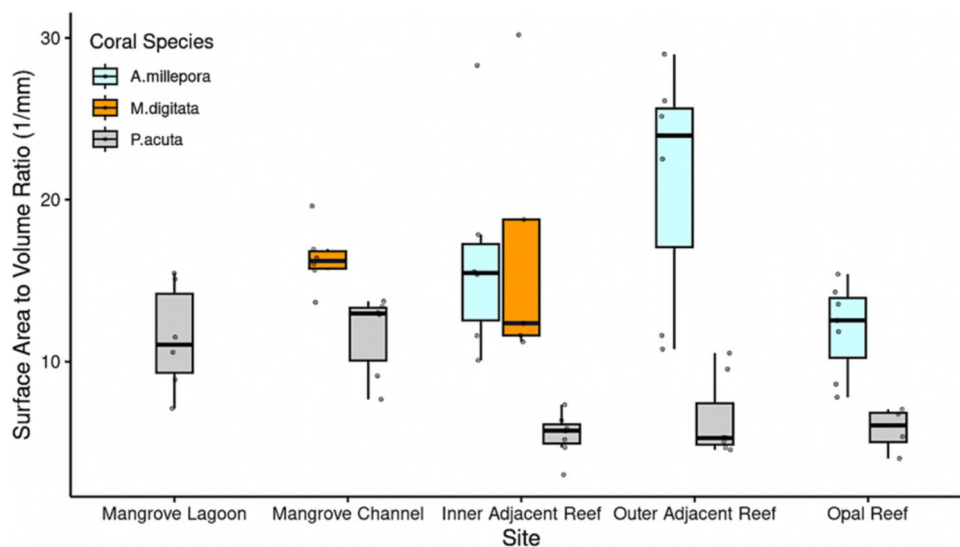 Coral Species
A.millepora
M.digitata
P.acuta
Surface Area to Volume Ratio (1/mm)
30
20
10
Mangrove Lagoon Mangrove Channel Inner Adjacent Reef Outer Adjacent Reef Opal Reef
Site